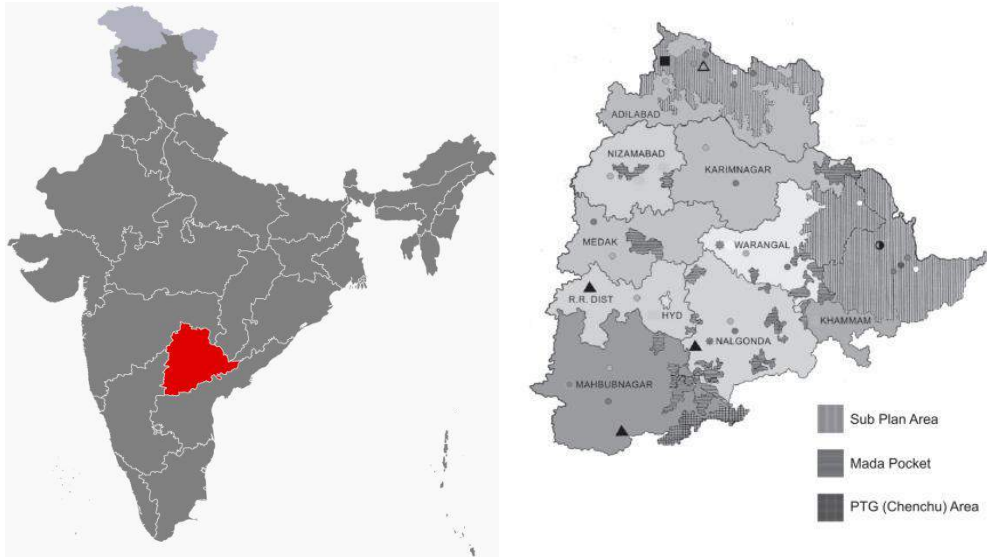 ADILABAD
NIZAMABAD
KARIMNAGAR
MEDAK
WARANGAL
R.R. DIST
HYD
KHAMMAM
NALGONDA
MAHBUBNAGAR
Sub Plan Area
Mada Pocket
PTG (Chenchu) Area